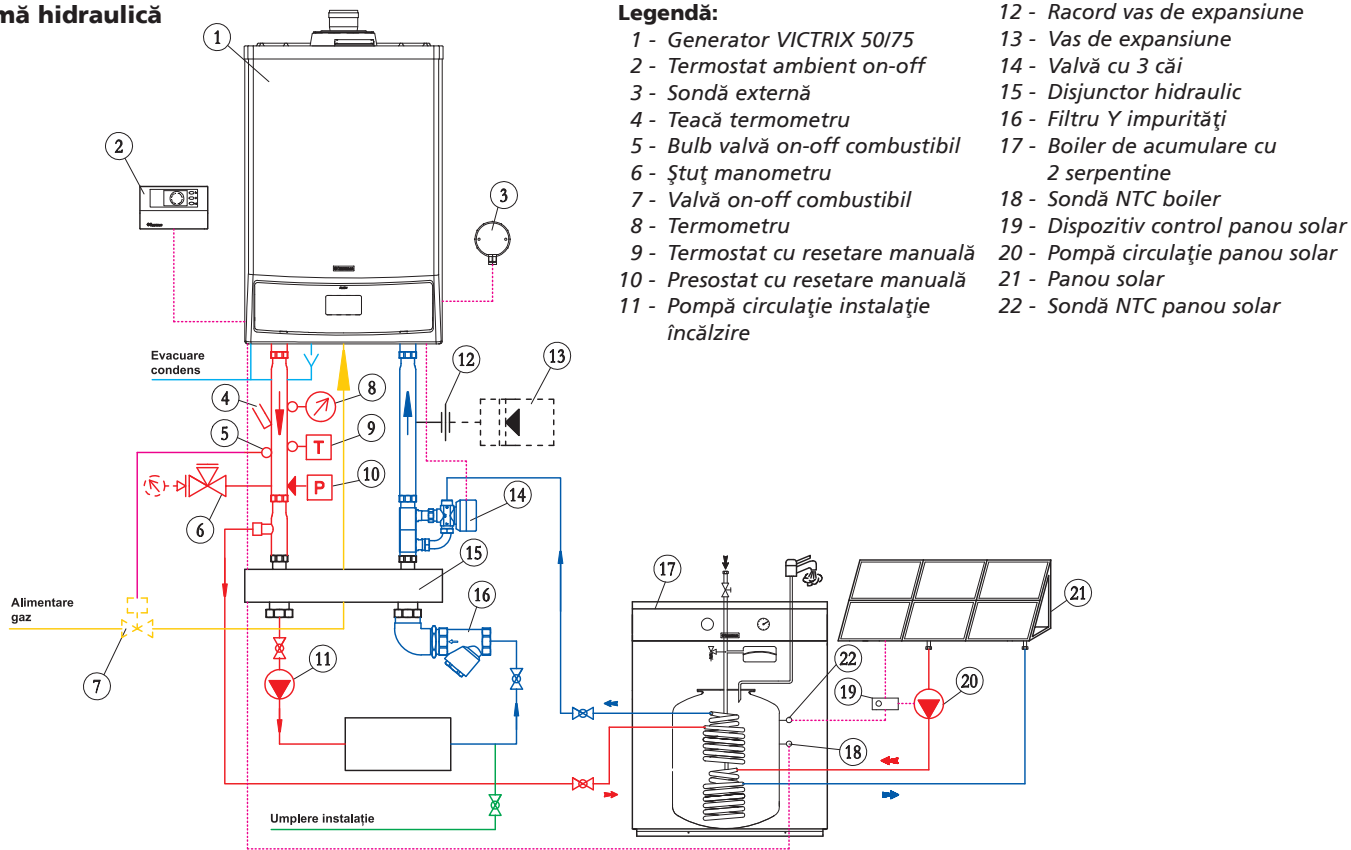 mă hidraulică
Legendă:
1 - Generator VICTRIX 50/75
2 - Termostat ambient on-off
3 - Sondă externă
4 - Teacă termometru
5 - Bulb valvă on-off combustibil
6 - Ştuţ manometru
7 - Valvă on-off combustibil
8 - Termometru
9 - Termostat cu resetare manuală
10 - Presostat cu resetare manuală
11 - Pompă circulaţie instalaţie
încălzire
12 - Racord vas de expansiune
13 - Vas de expansiune
14 - Valvă cu 3 căi
15 - Disjunctor hidraulic
16 - Filtru Y impurităţi
17 - Boiler de acumulare cu
2 serpentine
18 - Sondă NTC boiler
19 - Dispozitiv control panou solar
20 - Pompă circulaţie panou solar
21 - Panou solar
22 - Sondă NTC panou solar
1
2
3
Evacuare
condens
12
13
4
8
5
9
T
10
P
6
14
15
Alimentare
gaz
7
16
11
17
21
22
19
20
18
Umplere instalație